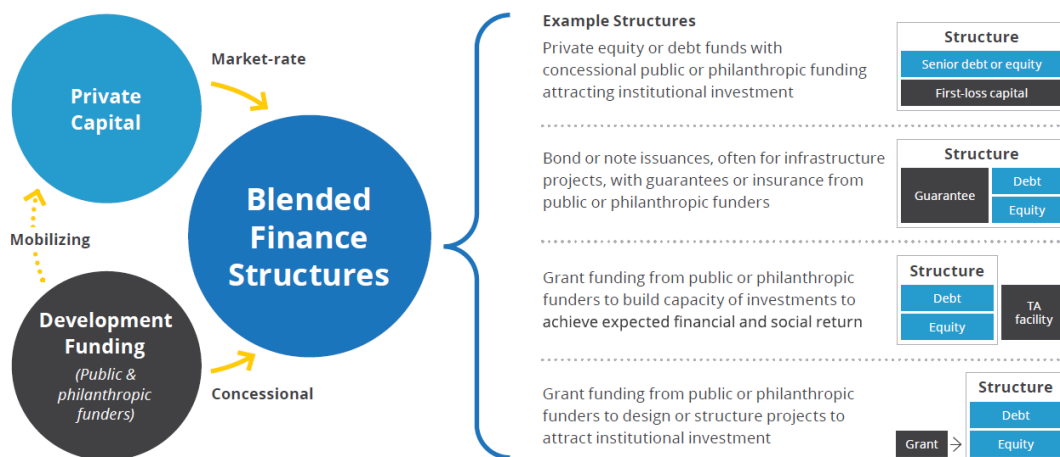 Private
Capital
Market-rate
Mobilizing
Blended
Finance
Structures
Development
Funding
(Public &
philanthropic
funders)
Concessional
Example Structures
Private equity or debt funds with
concessional public or philanthropic funding
attracting institutional investment
Structure
Senior debt or equity
First-loss capital
Bond or note issuances, often for infrastructure
projects, with guarantees or insurance from
public or philanthropic funders
Structure
Guarantee
Debt
Equity
Grant funding from public or philanthropic
funders to build capacity of investments to
achieve expected financial and social return
Structure
Debt
Equity
TA
facility
Grant funding from public or philanthropic
funders to design or structure projects to
attract institutional investment
Structure
Debt
Grant
Equity